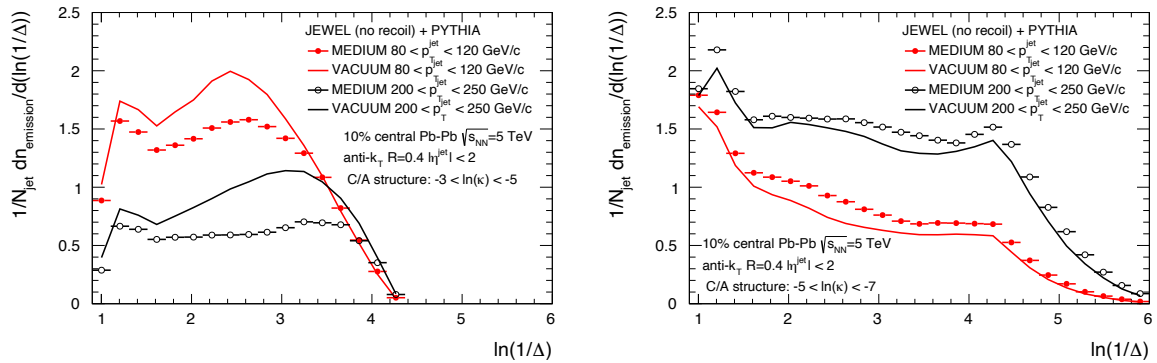 1/N_jet dn_emission/d(ln(1/Δ))
2.5
2
1.5
1
0.5
0
1 2 3 4 5 6
ln(1/Δ)
JEWEL (no recoil) + PYTHIA
MEDIUM 80 < p_T^jet < 120 GeV/c
VACUUM 80 < p_T^jet < 120 GeV/c
MEDIUM 200 < p_T^jet < 250 GeV/c
VACUUM 200 < p_T^jet < 250 GeV/c
10% central Pb-Pb √s_NN=5 TeV
anti-k_T R=0.4 |η^jet| < 2
C/A structure: -3 < ln(κ) < -5
1/N_jet dn_emission/d(ln(1/Δ))
2.5
2
1.5
1
0.5
0
1 2 3 4 5 6
ln(1/Δ)
JEWEL (no recoil) + PYTHIA
MEDIUM 80 < p_T^jet < 120 GeV/c
VACUUM 80 < p_T^jet < 120 GeV/c
MEDIUM 200 < p_T^jet < 250 GeV/c
VACUUM 200 < p_T^jet < 250 GeV/c
10% central Pb-Pb √s_NN=5 TeV
anti-k_T R=0.4 |η^jet| < 2
C/A structure: -5 < ln(κ) < -7